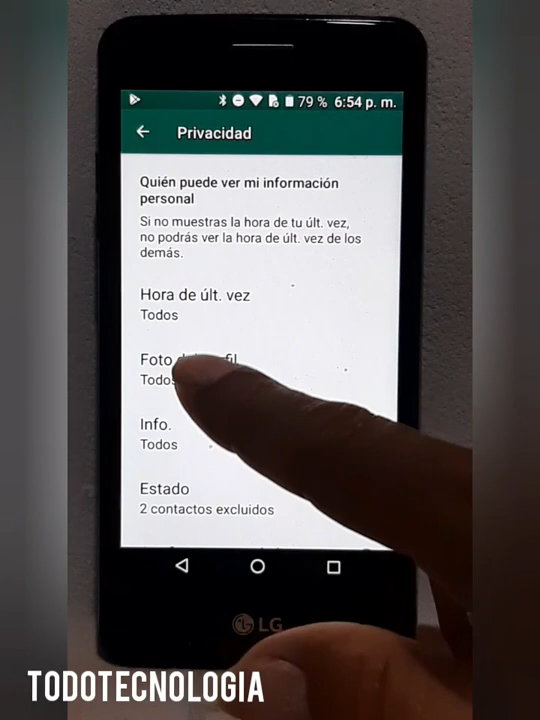 79 % 6:54 p. m.
Privacidad
Quién puede ver mi información
personal
Si no muestras la hora de tu últ. vez,
no podrás ver la hora de últ. vez de los
demás.
Hora de últ. vez
Todos
Foto
Todos
Info.
Todos
Estado
2 contactos excluidos
LG
TODOTECNOLOGIA